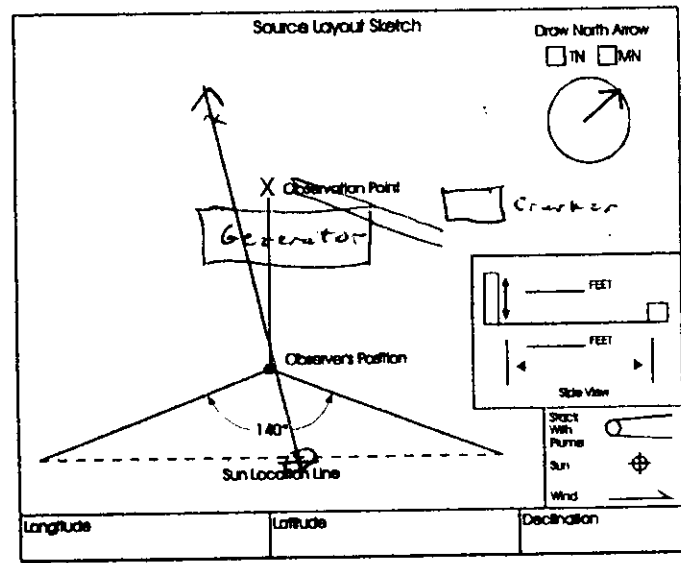 Source Layout Sketch
Draw North Arrow
TN MN
X Observation Point
Generator
Crusher
FEET
FEET
Side View
Observer's Position
140°
Sun Location Line
Stack
With
Plume
Sun
Wind
Longitude
Latitude
Declination